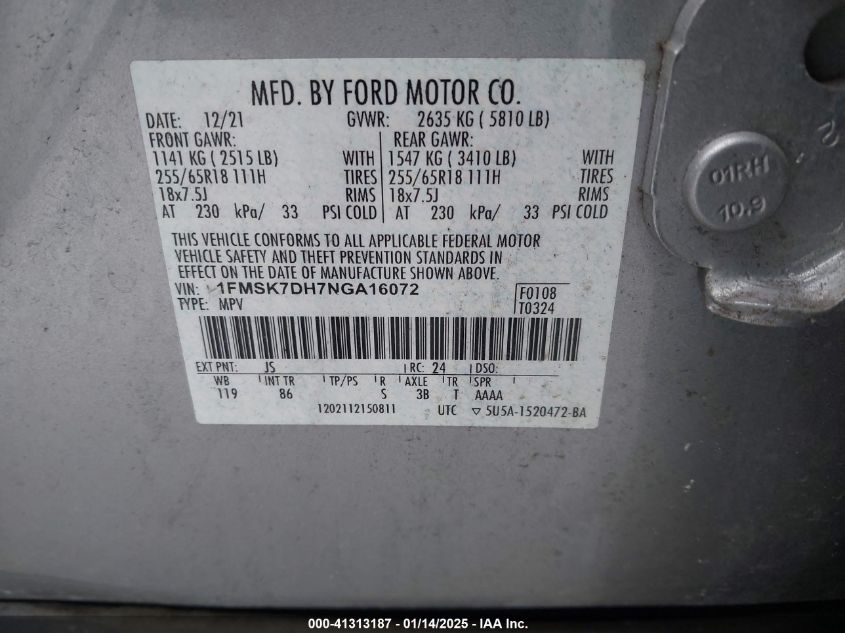 MFD. BY FORD MOTOR CO.
DATE: 12/21 GVWR: 2635 KG ( 5810 LB)
FRONT GAWR: REAR GAWR:
1141 KG ( 2515 LB) WITH 1547 KG ( 3410 LB) WITH
255/65R18 111H TIRES 255/65R18 111H TIRES
18x7.5J RIMS 18x7.5J RIMS
AT 230 kPa/ 33 PSI COLD AT 230 kPa/ 33 PSI COLD
THIS VEHICLE CONFORMS TO ALL APPLICABLE FEDERAL MOTOR
VEHICLE SAFETY AND THEFT PREVENTION STANDARDS IN
EFFECT ON THE DATE OF MANUFACTURE SHOWN ABOVE.
VIN: 1FMSK7DH7NGA16072
TYPE: MPV
F0108
T0324
EXT PNT: JS RC: 24 DSO:
WB INT TR TP/PS R AXLE TR SPR
119 86 S 3B T AAAA
1202112150811 UTC ▽ 5U5A-1520472-BA
01RH
10.9
2
000-41313187 - 01/14/2025 - IAA Inc.